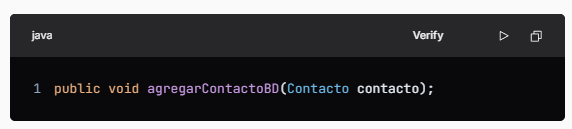 java Verify
1 public void agregarContactoBD(Contacto contacto);